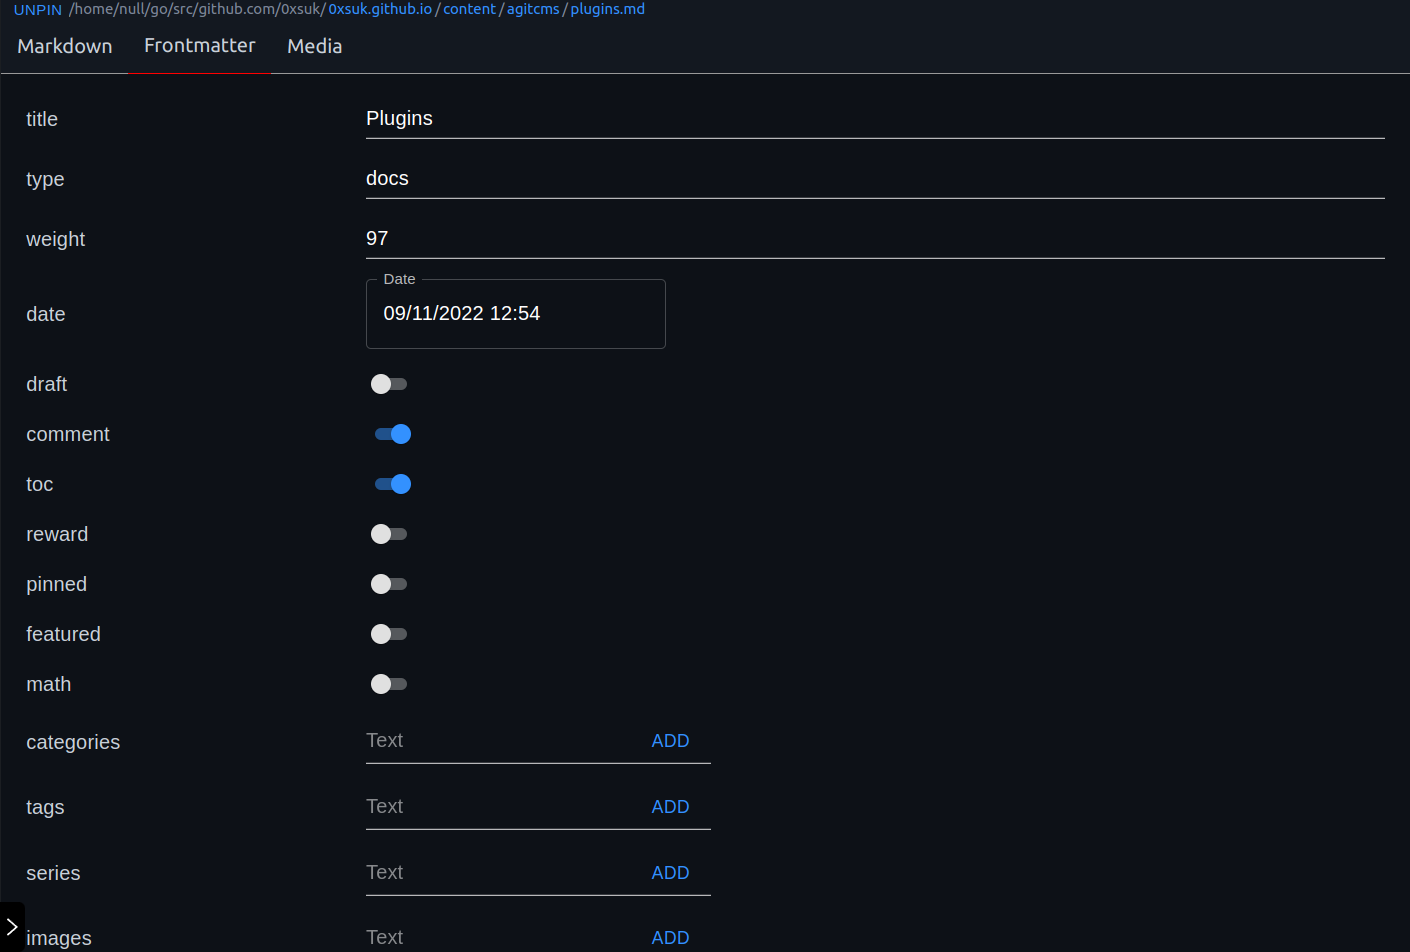 UNPIN /home/null/go/src/github.com/0xsuk/0xsuk.github.io/content/agitcms/plugins.md
Markdown Frontmatter Media
title Plugins
type docs
weight 97
Date
date 09/11/2022 12:54
draft
comment
toc
reward
pinned
featured
math
categories Text ADD
tags Text ADD
series Text ADD
images Text ADD